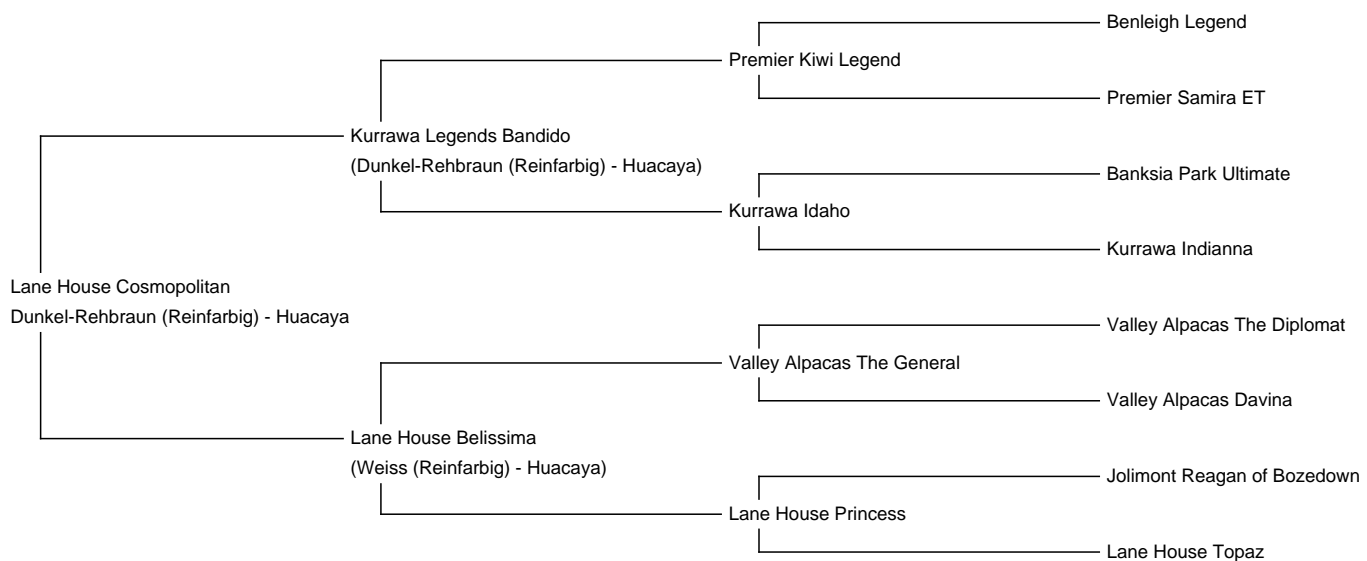 Benleigh Legend
Premier Kiwi Legend
Premier Samira ET
Kurrawa Legends Bandido
(Dunkel-Rehbraun (Reinfarbig) - Huacaya)
Banksia Park Ultimate
Kurrawa Idaho
Kurrawa Indianna
Lane House Cosmopolitan
Dunkel-Rehbraun (Reinfarbig) - Huacaya
Valley Alpacas The Diplomat
Valley Alpacas The General
Valley Alpacas Davina
Lane House Belissima
(Weiss (Reinfarbig) - Huacaya)
Jolimont Reagan of Bozedown
Lane House Princess
Lane House Topaz